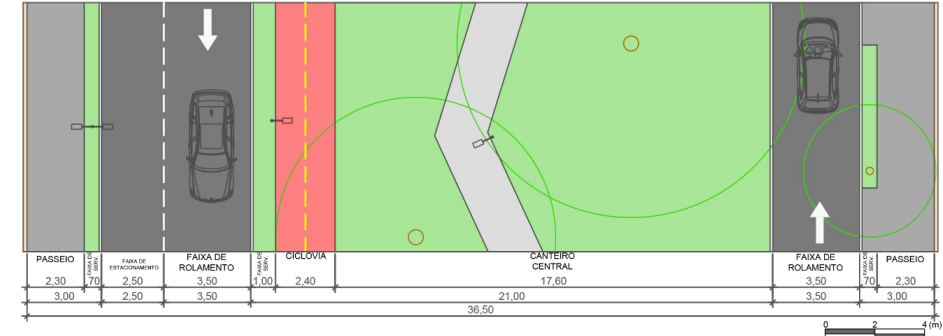 PASSEIO
FAIXA DE SERV.
FAIXA DE ESTACIONAMENTO
FAIXA DE ROLAMENTO
FAIXA DE SERV.
CICLOVIA
CANTEIRO CENTRAL
FAIXA DE ROLAMENTO
FAIXA DE SERV.
PASSEIO
2,30 70 2,50 3,50 1,00 2,40 17,60 3,50 70 2,30
3,00 2,50 3,50 21,00 3,50 3,00
36,50
0 2 4 (m)